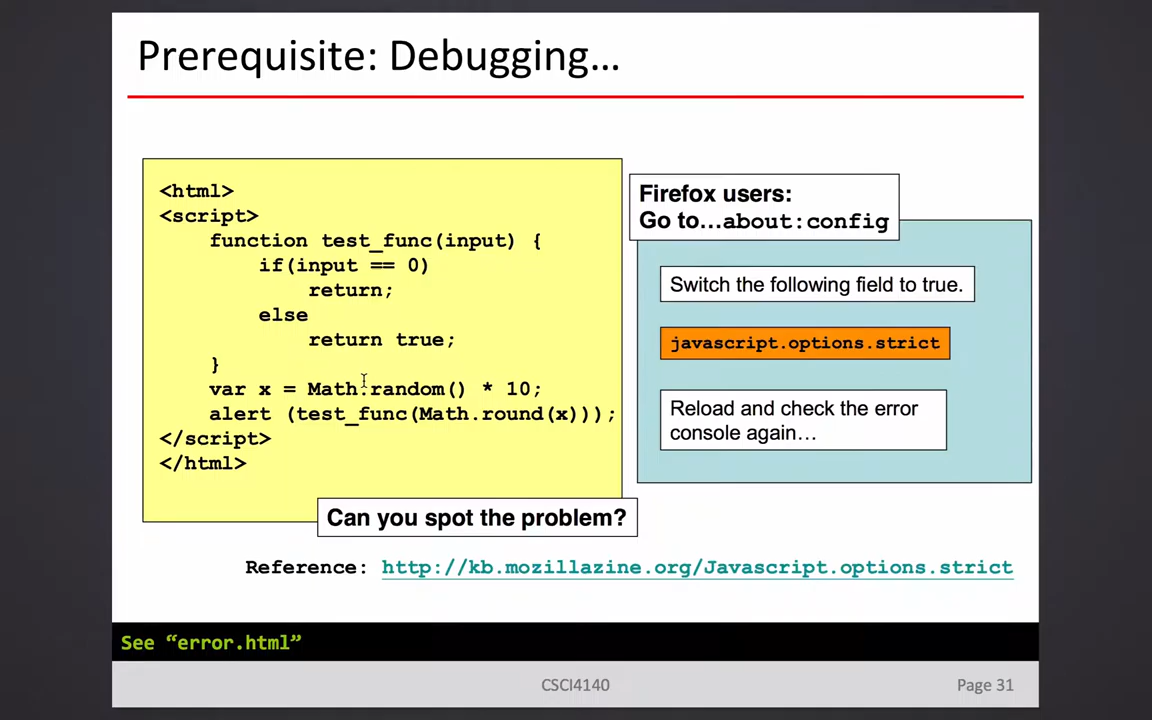 Prerequisite: Debugging…
<html>
<script>
function test_func(input) {
if(input == 0)
return;
else
return true;
}
var x = Math.random() * 10;
alert (test_func(Math.round(x)));
</script>
</html>
Can you spot the problem?
Firefox users:
Go to…about:config
Switch the following field to true.
javascript.options.strict
Reload and check the error
console again…
Reference: http://kb.mozillazine.org/Javascript.options.strict
See “error.html”
CSCI4140
Page 31